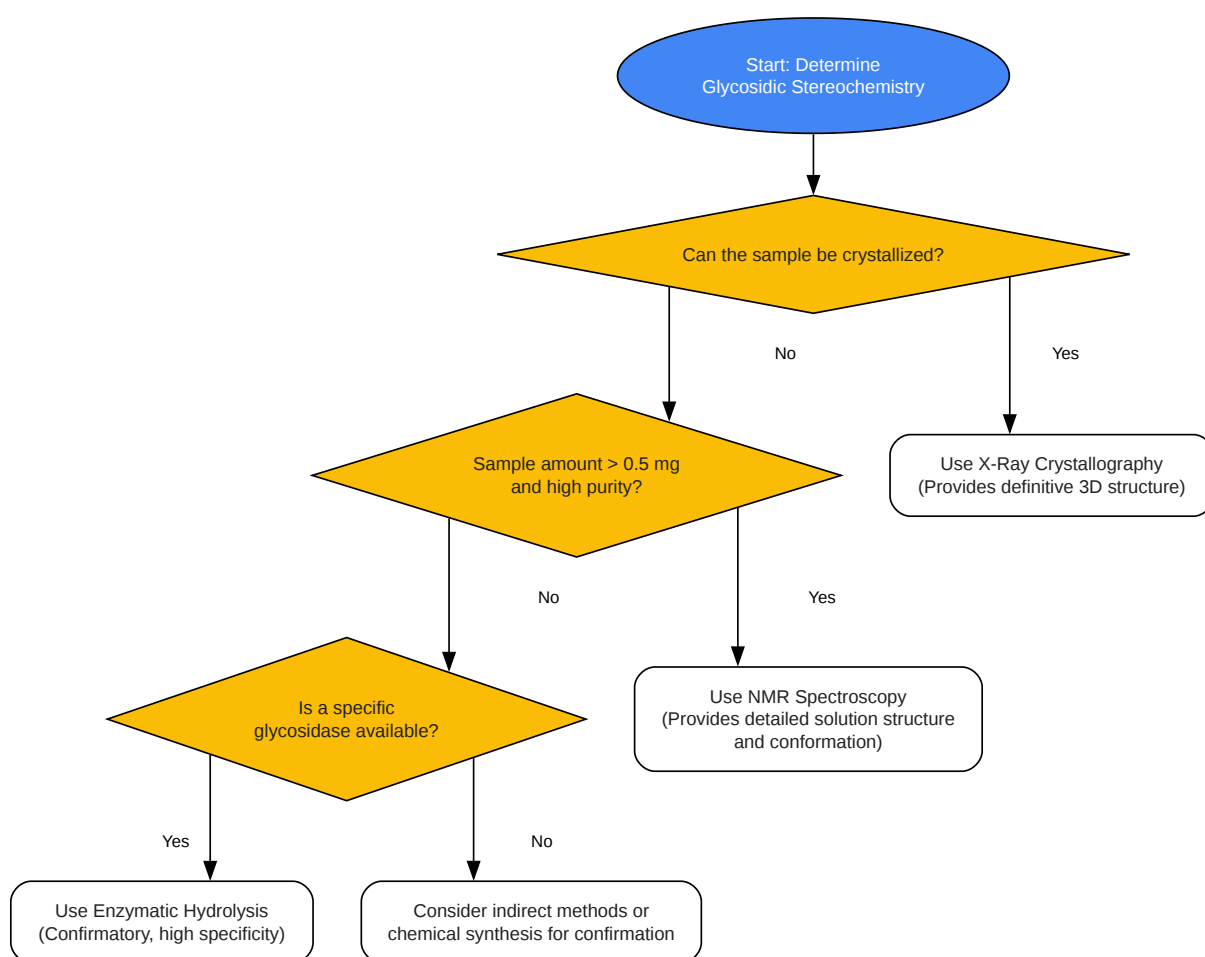 Start: Determine
Glycosidic Stereochemistry
Can the sample be crystallized?
No
Yes
Sample amount > 0.5 mg
and high purity?
Use X-Ray Crystallography
(Provides definitive 3D structure)
No
Yes
Is a specific
glycosidase available?
Use NMR Spectroscopy
(Provides detailed solution structure
and conformation)
Yes
No
Use Enzymatic Hydrolysis
(Confirmatory, high specificity)
Consider indirect methods or
chemical synthesis for confirmation